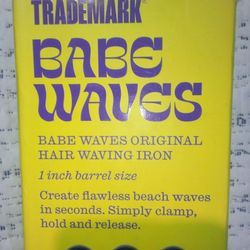 TRADEMARK
BABE
WAVES
BABE WAVES ORIGINAL
HAIR WAVING IRON
1 inch barrel size
Create flawless beach waves
in seconds. Simply clamp,
hold and release.